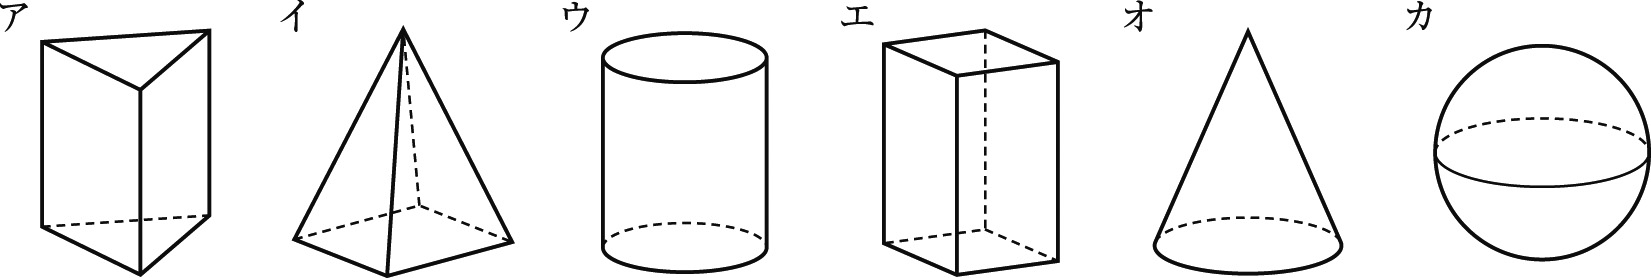 ア イ ウ エ オ カ